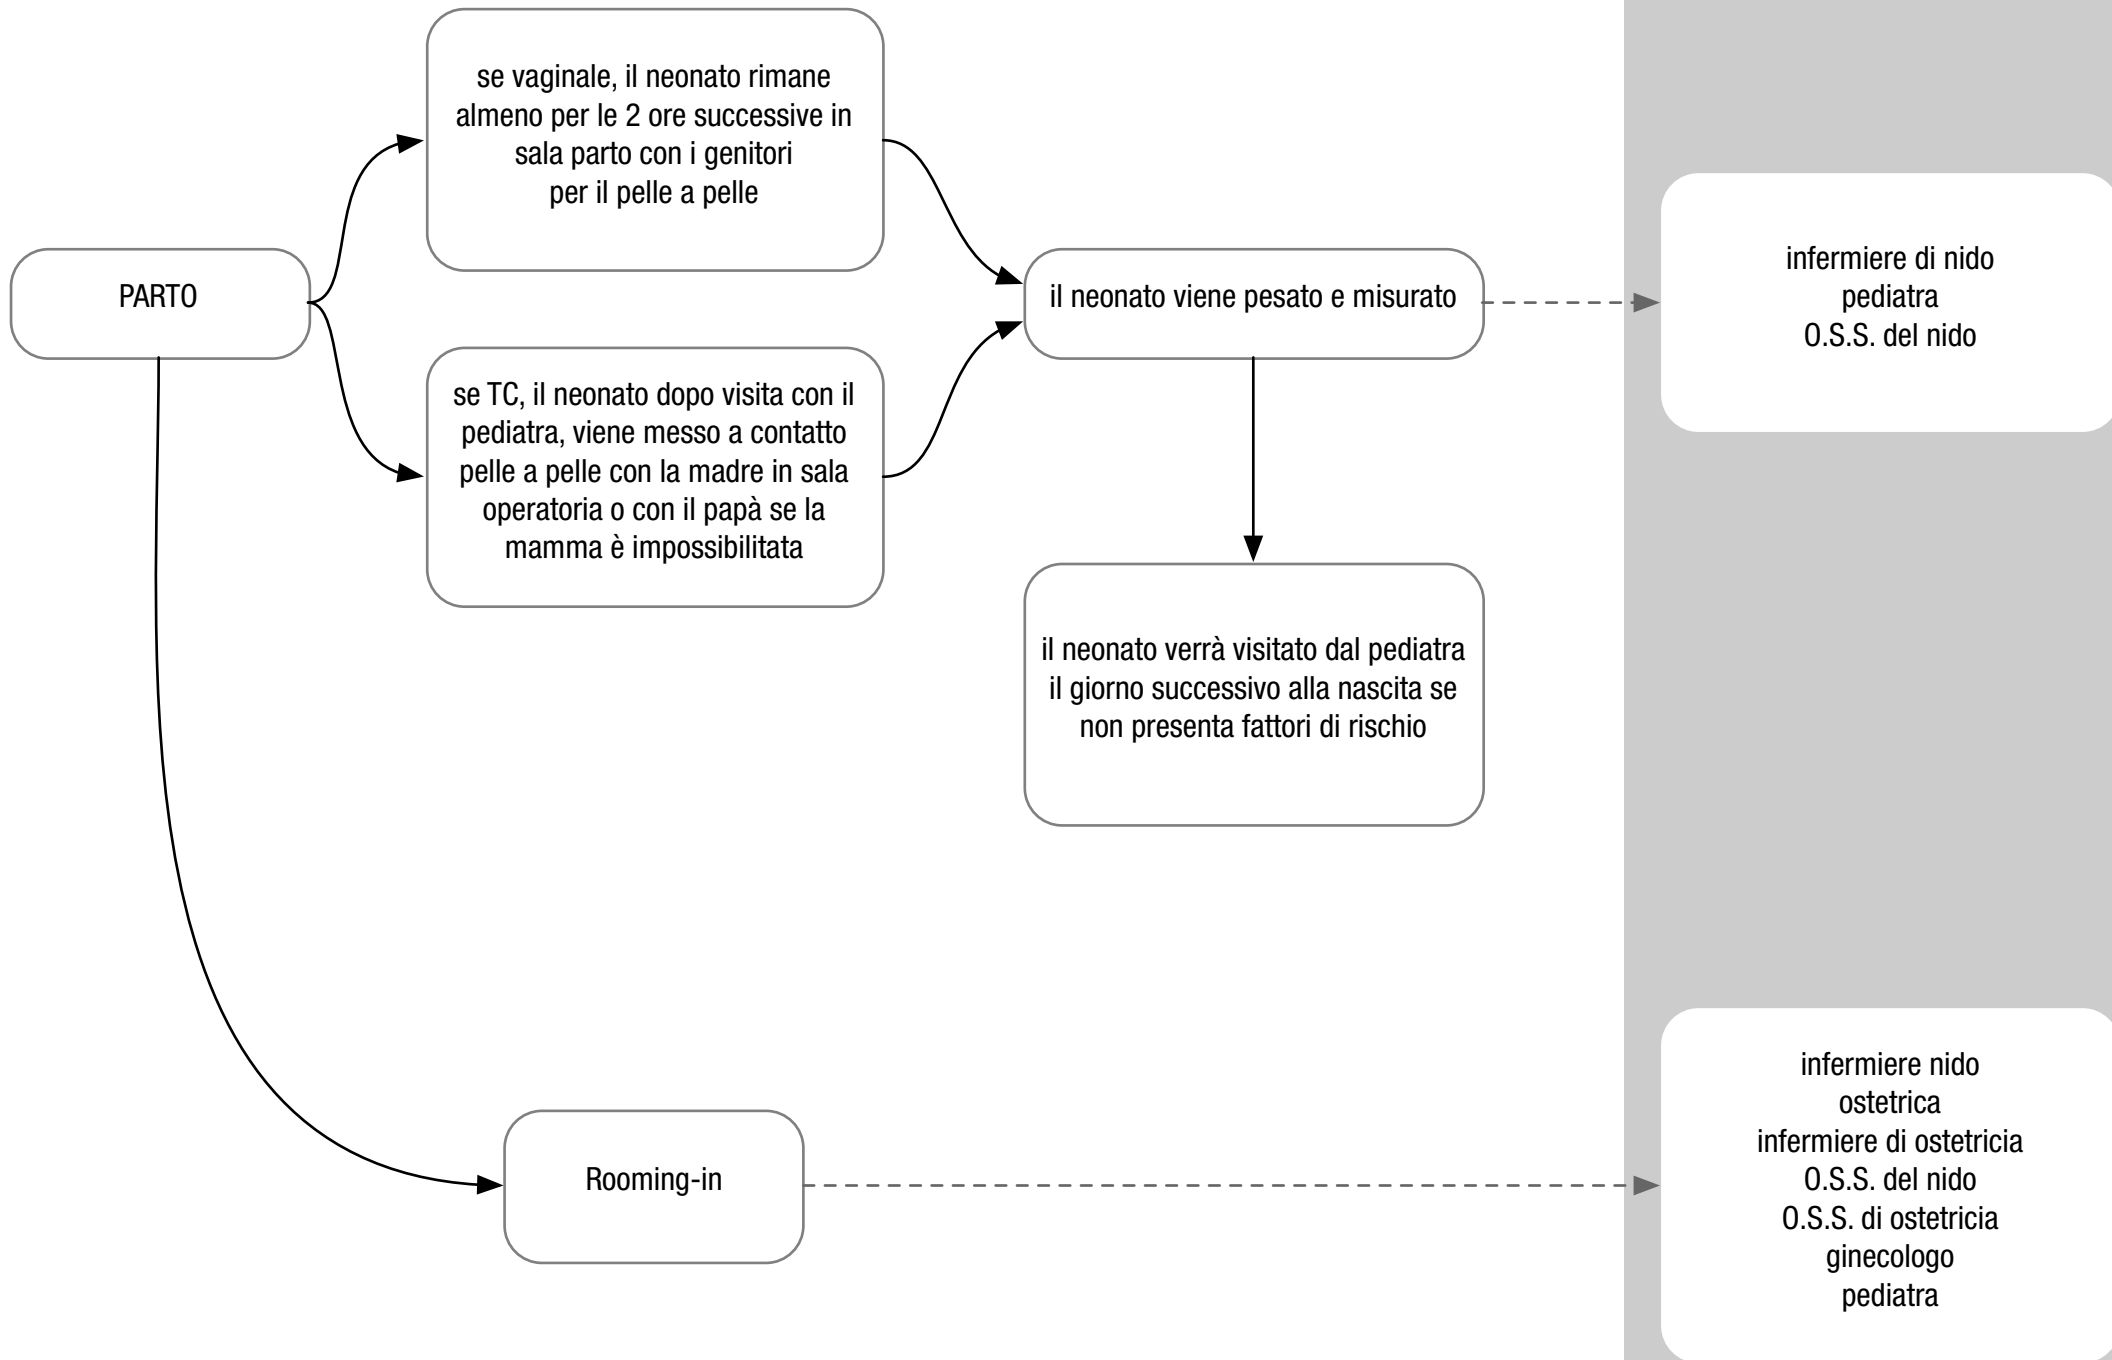 PARTO
se vaginale, il neonato rimane
almeno per le 2 ore successive in
sala parto con i genitori
per il pelle a pelle
se TC, il neonato dopo visita con il
pediatra, viene messo a contatto
pelle a pelle con la madre in sala
operatoria o con il papà se la
mamma è impossibilitata
il neonato viene pesato e misurato
infermiere di nido
pediatra
O.S.S. del nido
il neonato verrà visitato dal pediatra
il giorno successivo alla nascita se
non presenta fattori di rischio
Rooming-in
infermiere nido
ostetrica
infermiere di ostetricia
O.S.S. del nido
O.S.S. di ostetricia
ginecologo
pediatra